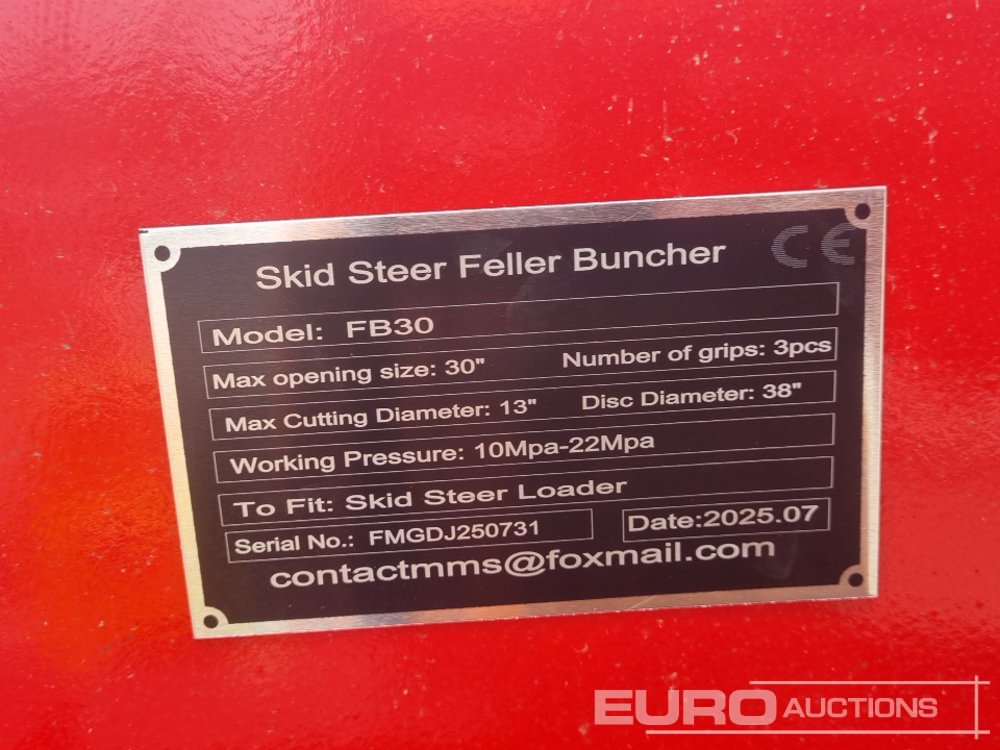 CE
Skid Steer Feller Buncher
Model: FB30
Max opening size: 30" Number of grips: 3pcs
Max Cutting Diameter: 13" Disc Diameter: 38"
Working Pressure: 10Mpa-22Mpa
To Fit: Skid Steer Loader
Serial No.: FMGDJ250731 Date:2025.07
contactmms@foxmail.com
EURO AUCTIONS